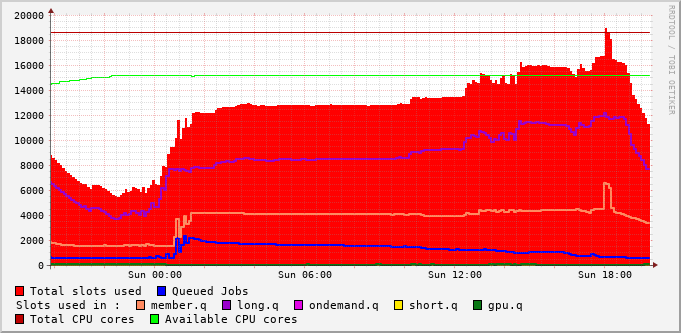 RRDTOOL / TOBI OETIKER
20000
18000
16000
14000
12000
10000
8000
6000
4000
2000
0
Sun 00:00 Sun 06:00 Sun 12:00 Sun 18:00
Total slots used Queued Jobs
Slots used in : member.q long.q ondemand.q short.q gpu.q
Total CPU cores Available CPU cores